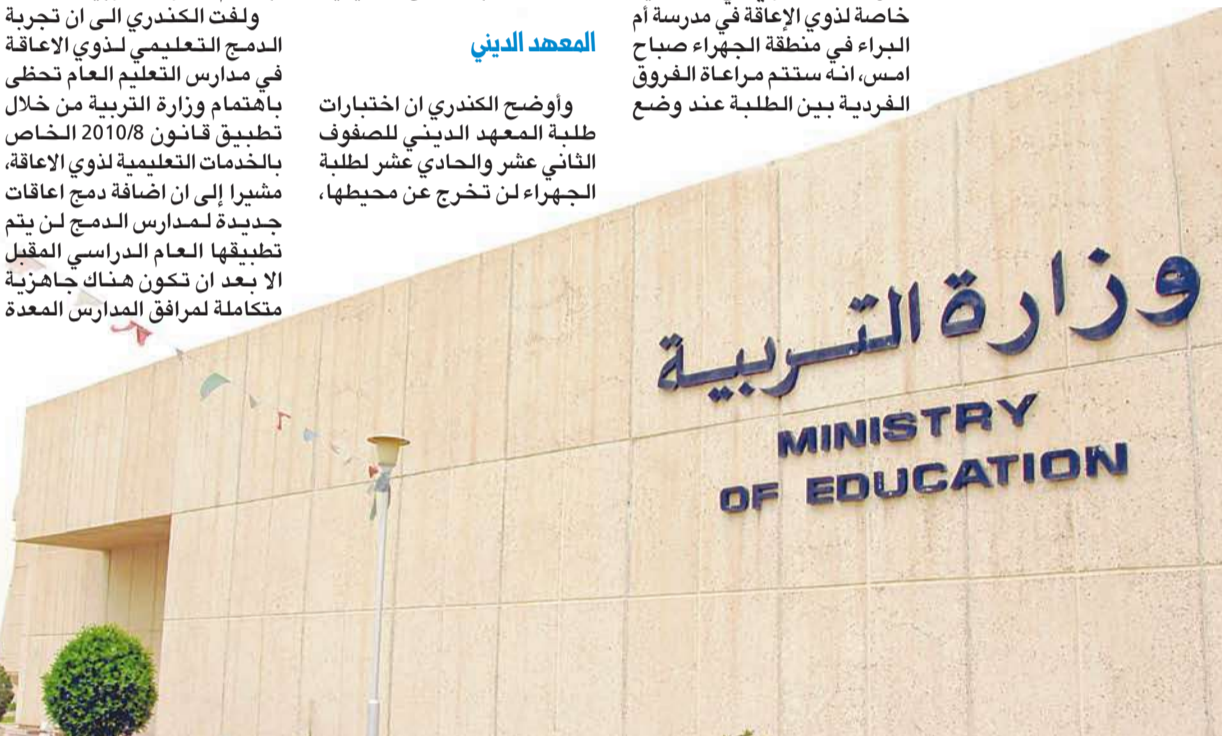 خاصة لذوي الإعاقة في مدرسة أم
البراء في منطقة الجهراء صباح
امس، انه ستتم مراعاة الفروق
الفردية بين الطلبة عند وضع
المعهد الديني
وأوضح الكندري ان اختبارات
طلبة المعهد الديني للصفوف
الثاني عشر والحادي عشر لطلبة
الجهراء لن تخرج عن محيطها،
ولفت الكندري الى ان تجربة
الدمج التعليمي لذوي الاعاقة
في مدارس التعليم العام تحظى
باهتمام وزارة التربية من خلال
تطبيق قانون 2010/8 الخاص
بالخدمات التعليمية لذوي الاعاقة،
مشيرا إلى ان اضافة دمج اعاقات
جديدة لمدارس الدمج لن يتم
تطبيقها العام الدراسي المقبل
الا بعد ان تكون هناك جاهزية
متكاملة لمرافق المدارس المعدة
وزارة التربية
MINISTRY
OF EDUCATION